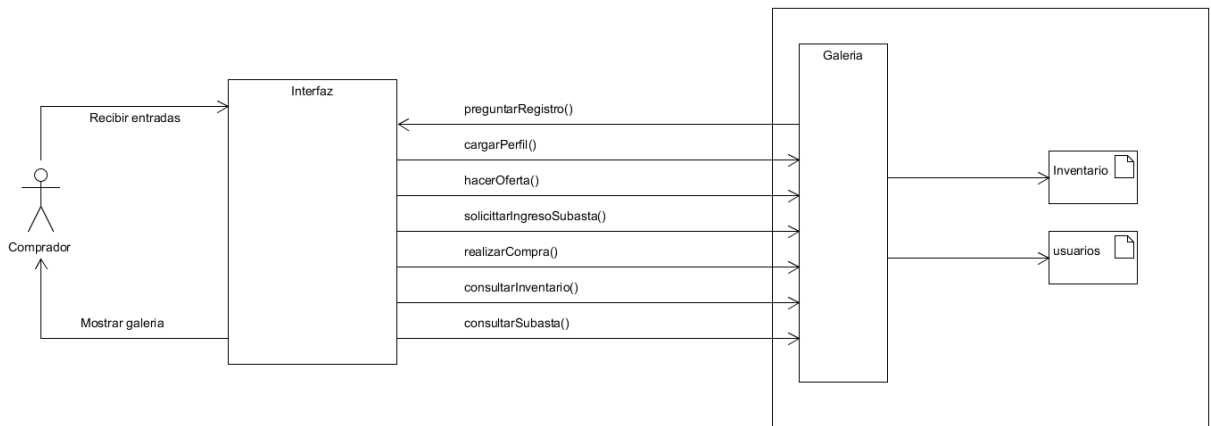 Galeria
Interfaz
Recibir entradas
preguntarRegistro()
cargarPerfil()
hacerOferta()
solicittarIngresoSubasta()
realizarCompra()
consultarInventario()
consultarSubasta()
Comprador
Mostrar galeria
Inventario
usuarios